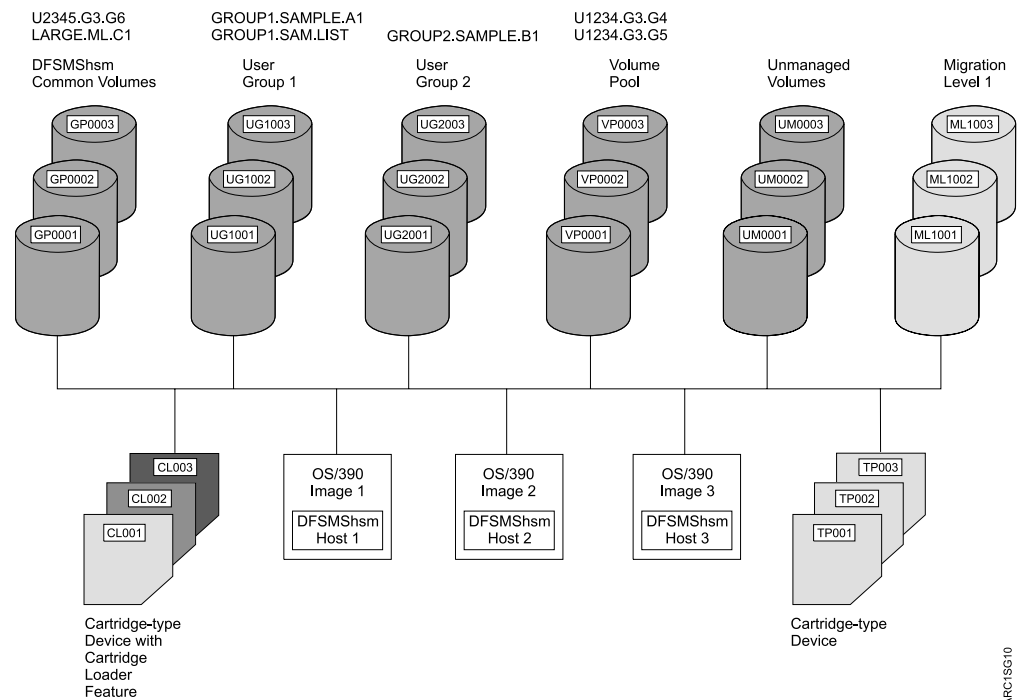 U2345.G3.G6
LARGE.ML.C1
GROUP1.SAMPLE.A1
GROUP1.SAM.LIST
GROUP2.SAMPLE.B1
U1234.G3.G4
U1234.G3.G5
DFSMShsm
Common Volumes
User
Group 1
User
Group 2
Volume
Pool
Unmanaged
Volumes
Migration
Level 1
GP0003
UG1003
UG2003
VP0003
UM0003
ML1003
GP0002
UG1002
UG2002
VP0002
UM0002
ML1002
GP0001
UG1001
UG2001
VP0001
UM0001
ML1001
CL003
CL002
CL001
OS/390
Image 1
DFSMShsm
Host 1
OS/390
Image 2
DFSMShsm
Host 2
OS/390
Image 3
DFSMShsm
Host 3
TP003
TP002
TP001
Cartridge-type
Device with
Cartridge
Loader
Feature
Cartridge-type
Device
ARC1SG10